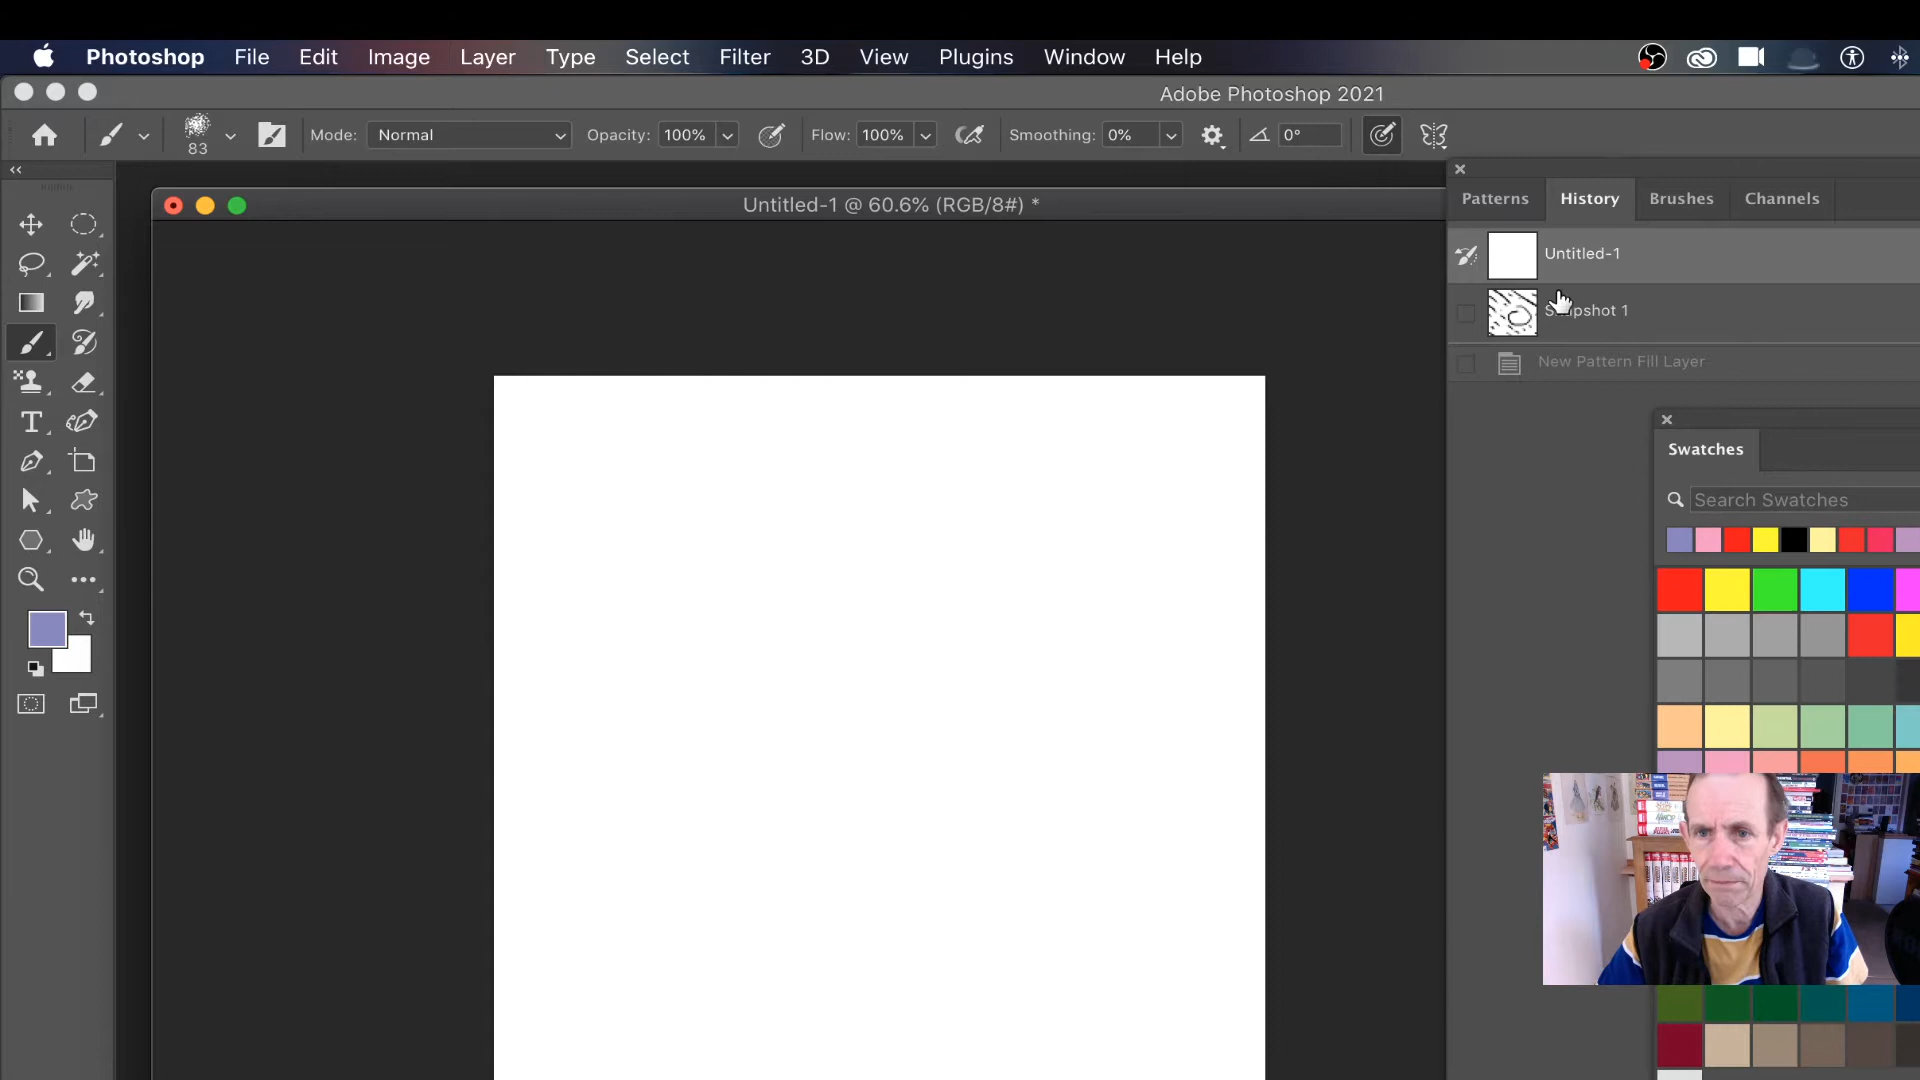 Photoshop File Edit Image Layer Type Select Filter 3D View Plugins Window Help
Adobe Photoshop 2021
83 Mode: Normal Opacity: 100% Flow: 100% Smoothing: 0% 0°
Untitled-1 @ 60.6% (RGB/8#) *
Patterns History Brushes Channels
Untitled-1
Snapshot 1
New Pattern Fill Layer
Swatches
Search Swatches